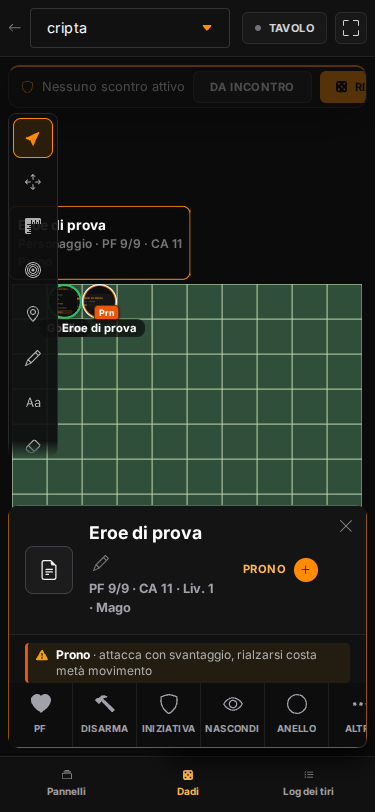 cripta
TAVOLO
Nessuno scontro attivo
DA INCONTRO
Eroe di prova
Personaggio · PF 9/9 · CA 11
Prn
Eroe di prova
Aa
Eroe di prova
PF 9/9 · CA 11 · Liv. 1
· Mago
PRONO
Prono · attacca con svantaggio, rialzarsi costa
metà movimento
PF
DISARMA
INIZIATIVA
NASCONDI
ANELLO
Pannelli
Dadi
Log dei tiri